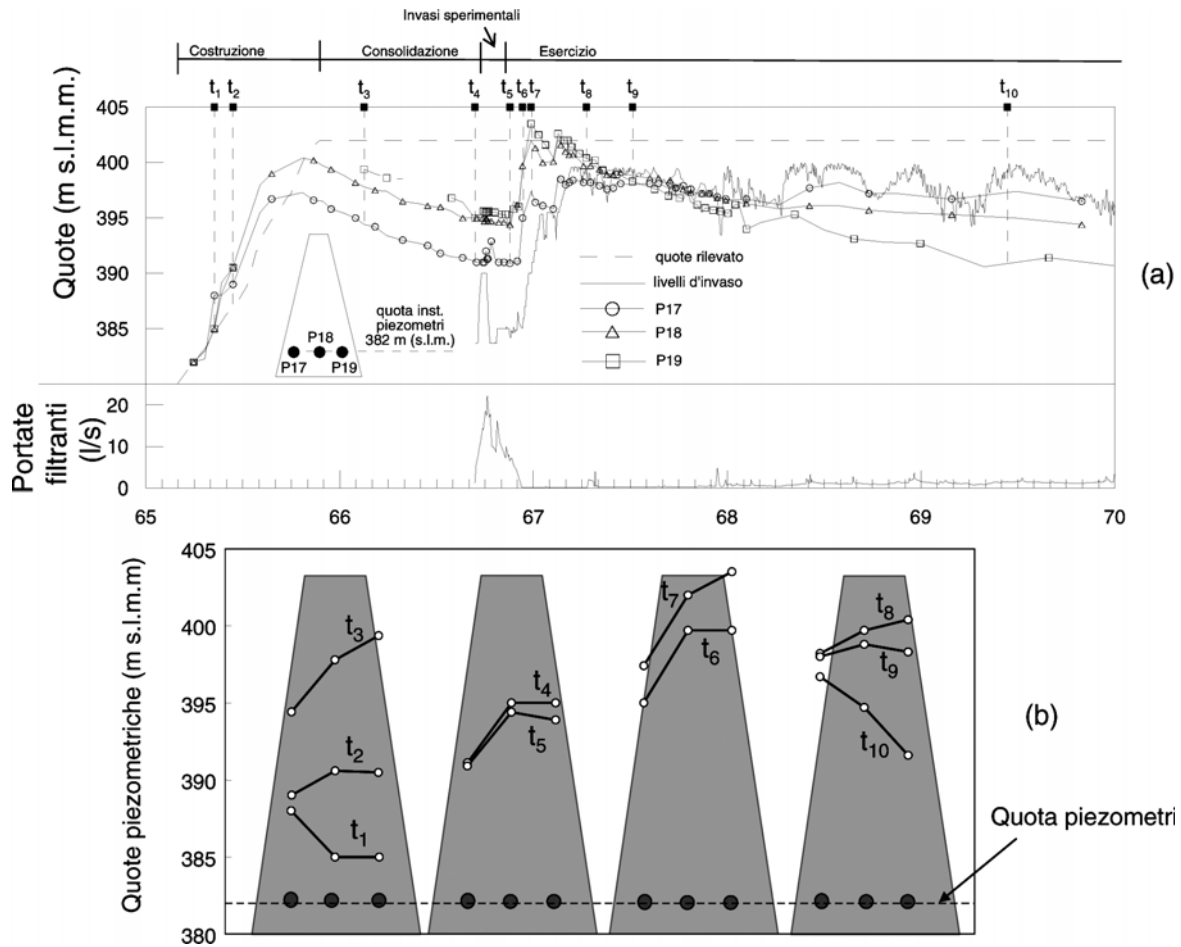 (a)
Invasi sperimentali
Costruzione Consolidazione Esercizio
t1 t2 t3 t4 t5 t6 t7 t8 t9 t10
Quote (m s.l.m.m.)
405
400
395
390
385
quote rilevato
livelli d'invaso
P17
P18
P19
quota inst.
piezometri
382 m (s.l.m.)
P18
P17 P19
(a)
Portate
filtranti
(l/s)
20
10
0
65 66 67 68 69 70
Quote piezometriche (m s.l.m.m)
405
400
395
390
385
380
t3
t2
t1
t4
t5
t7
t6
t8
t9
t10
(b)
Quota piezometri